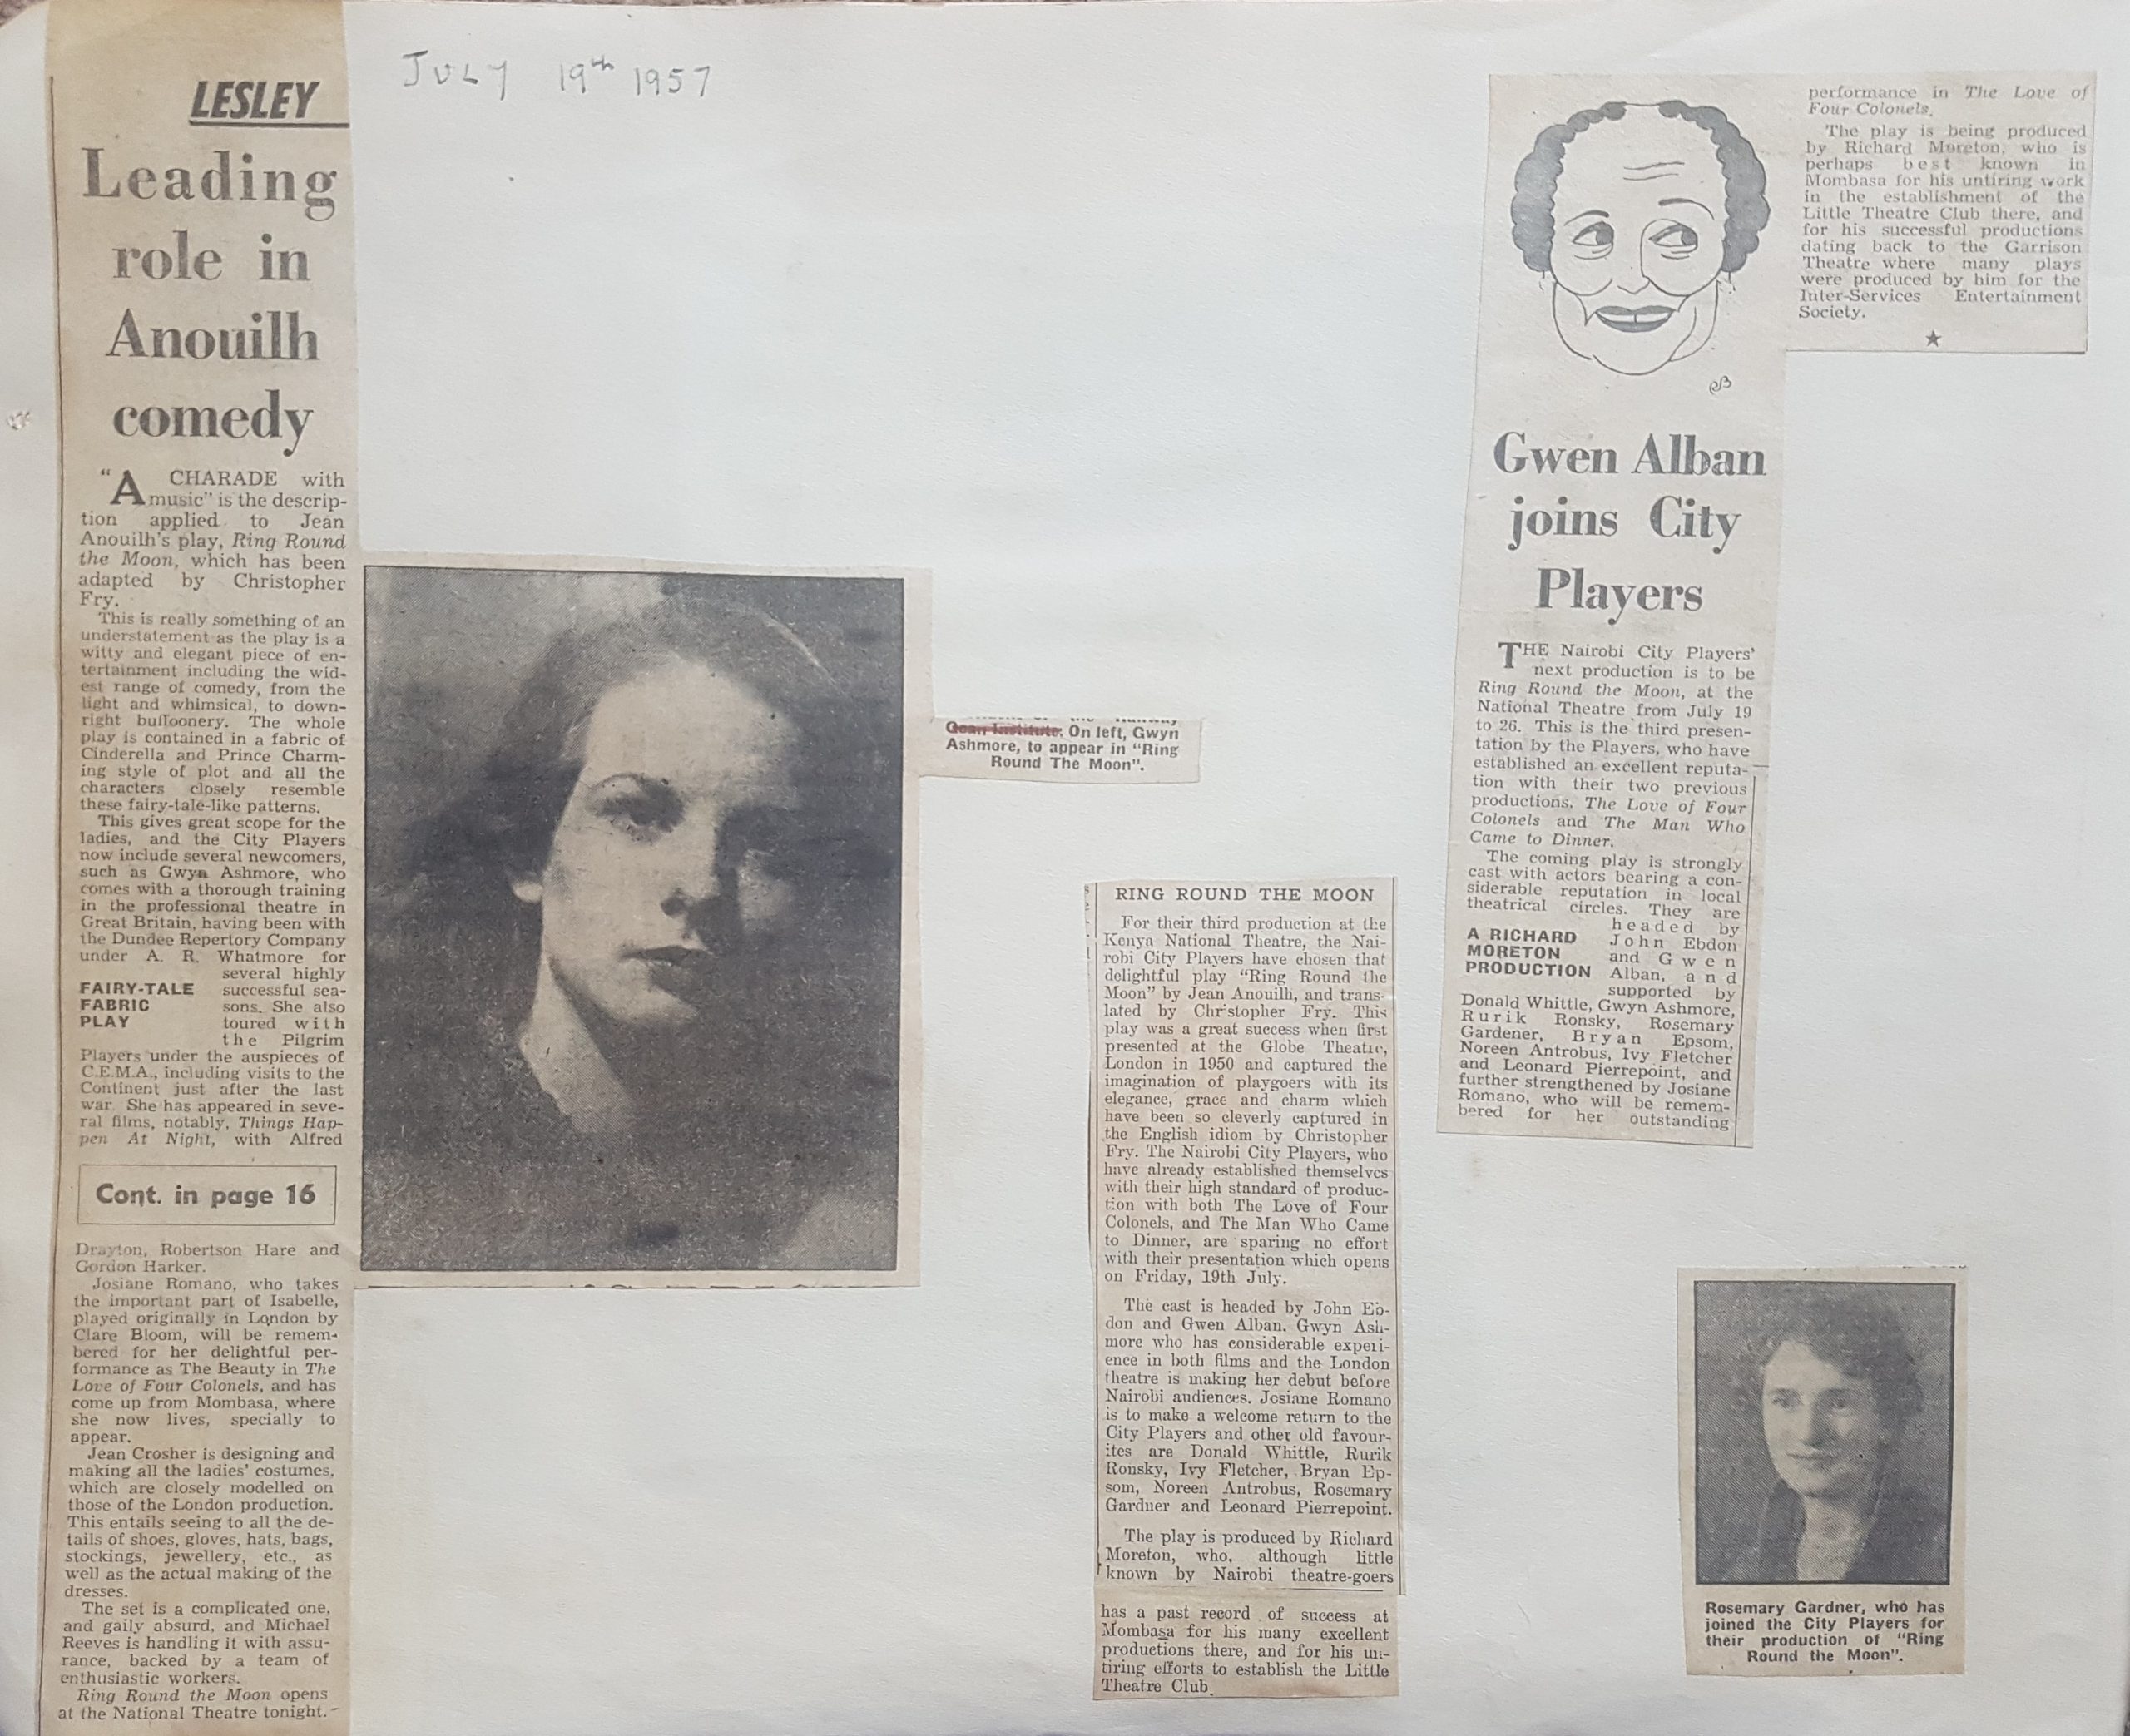 JULY 19th 1957
LESLEY
Leading
role in
Anouilh
comedy
"A CHARADE with
music" is the descrip-
tion applied to Jean
Anouilh's play, Ring Round
the Moon, which has been
adapted by Christopher
Fry.
This is really something of an
understatement as the play is a
witty and elegant piece of en-
tertainment including the wid-
est range of comedy, from the
light and whimsical, to down-
right buffoonery. The whole
play is contained in a fabric of
Cinderella and Prince Charm-
ing style of plot and all the
characters closely resemble
these fairy-tale-like patterns.
This gives great scope for the
ladies, and the City Players
now include several newcomers,
such as Gwyn Ashmore, who
comes with a thorough training
in the professional theatre in
Great Britain, having been with
the Dundee Repertory Company
under A. R. Whatmore for
several highly
successful sea-
sons. She also
toured with
the Pilgrim
FAIRY-TALE
FABRIC
PLAY
Players under the auspieces of
C.E.M.A., including visits to the
Continent just after the last
war. She has appeared in seve-
ral films, notably, Things Hap-
pen At Night, with Alfred
Cont. in page 16
Drayton, Robertson Hare and
Gordon Harker.
Josiane Romano, who takes
the important part of Isabelle,
played originally in London by
Clare Bloom, will be remem-
bered for her delightful per-
formance as The Beauty in The
Love of Four Colonels, and has
come up from Mombasa, where
she now lives, specially to
appear.
Jean Crosher is designing and
making all the ladies' costumes,
which are closely modelled on
those of the London production.
This entails seeing to all the de-
tails of shoes, gloves, hats, bags,
stockings, jewellery, etc., as
well as the actual making of the
dresses.
The set is a complicated one,
and gaily absurd, and Michael
Reeves is handling it with assu-
rance, backed by a team of
enthusiastic workers.
Ring Round the Moon opens
at the National Theatre tonight.
Goan Institute. On left, Gwyn
Ashmore, to appear in "Ring
Round The Moon".
RING ROUND THE MOON
For their third production at the
Kenya National Theatre, the Nai-
robi City Players have chosen that
delightful play "Ring Round the
Moon" by Jean Anouilh, and trans-
lated by Christopher Fry. This
play was a great success when first
presented at the Globe Theatre,
London in 1950 and captured the
imagination of playgoers with its
elegance, grace and charm which
have been so cleverly captured in
the English idiom by Christopher
Fry. The Nairobi City Players, who
have already established themselves
with their high standard of produc-
tion with both The Love of Four
Colonels, and The Man Who Came
to Dinner, are sparing no effort
with their presentation which opens
on Friday, 19th July.
The cast is headed by John Eb-
don and Gwen Alban. Gwyn Ash-
more who has considerable experi-
ence in both films and the London
theatre is making her debut before
Nairobi audiences. Josiane Romano
is to make a welcome return to the
City Players and other old favour-
ites are Donald Whittle, Rurik
Ronsky, Ivy Fletcher, Bryan Ep-
som, Noreen Antrobus, Rosemary
Gardner and Leonard Pierrepoint.
The play is produced by Richard
Moreton, who, although little
known by Nairobi theatre-goers
has a past record of success at
Mombasa for his many excellent
productions there, and for his un-
tiring efforts to establish the Little
Theatre Club.
Gwen Alban
joins City
Players
THE Nairobi City Players'
next production is to be
Ring Round the Moon, at the
National Theatre from July 19
to 26. This is the third presen-
tation by the Players, who have
established an excellent reputa-
tion with their two previous
productions, The Love of Four
Colonels and The Man Who
Came to Dinner.
The coming play is strongly
cast with actors bearing a con-
siderable reputation in local
theatrical circles. They are
headed by
John Ebdon
and Gwen
Alban, and
supported by
A RICHARD
MORETON
PRODUCTION
Donald Whittle, Gwyn Ashmore,
Rurik Ronsky, Rosemary
Gardener, Bryan Epsom,
Noreen Antrobus, Ivy Fletcher
and Leonard Pierrepoint, and
further strengthened by Josiane
Romano, who will be remem-
bered for her outstanding
performance in The Love of
Four Colonels.
The play is being produced
by Richard Moreton, who is
perhaps best known in
Mombasa for his untiring work
in the establishment of the
Little Theatre Club there, and
for his successful productions
dating back to the Garrison
Theatre where many plays
were produced by him for the
Inter-Services Entertainment
Society.
Rosemary Gardner, who has
joined the City Players for
their production of "Ring
Round the Moon".